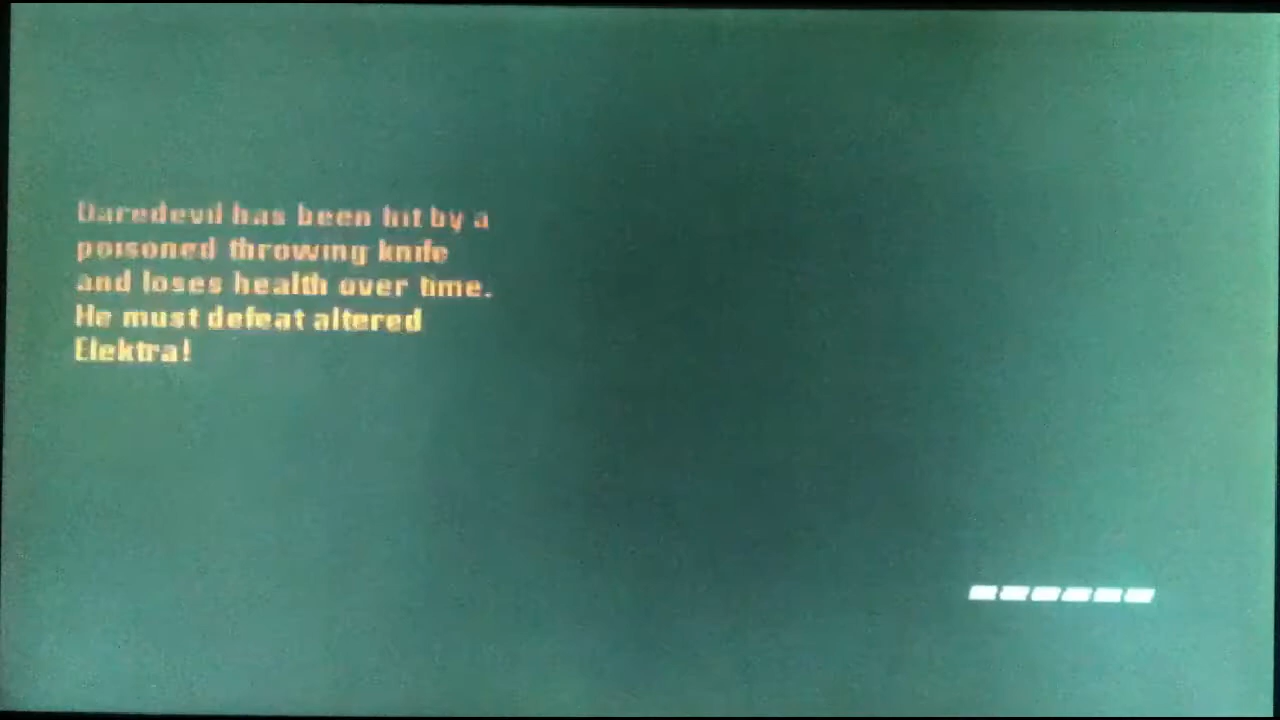 Daredevil has been hit by a
poisoned throwing knife
and loses health over time.
He must defeat altered
Elektra!